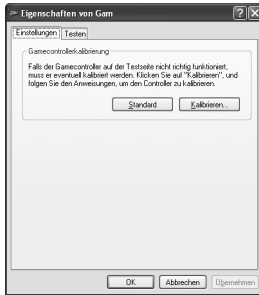 Eigenschaften von Gam
Einstellungen Testen
Gamecontrollerkalibrierung
Falls der Gamecontroller auf der Testseite nicht richtig funktioniert,
muss er eventuell kalibriert werden. Klicken Sie auf "Kalibrieren", und
folgen Sie den Anweisungen, um den Controller zu kalibrieren.
Standard Kalibrieren...
OK Abbrechen Übernehmen